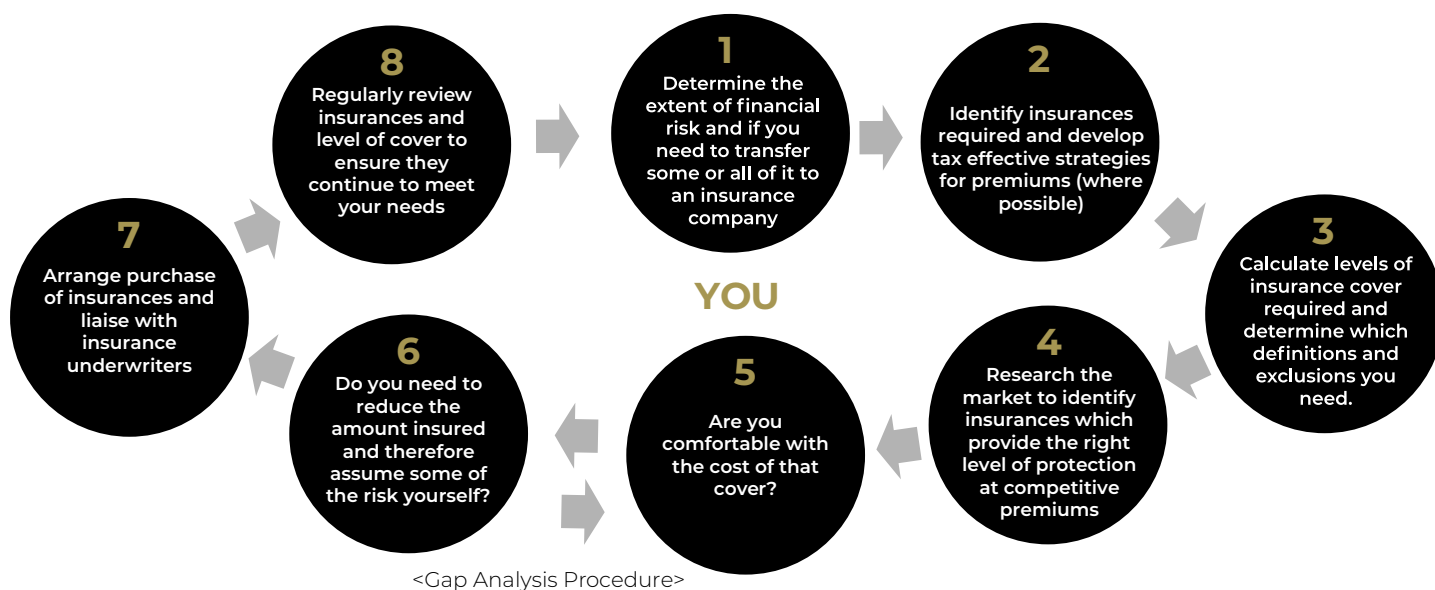 1
Determine the
extent of financial
risk and if you
need to transfer
some or all of it to
an insurance
company
2
Identify insurances
required and develop
tax effective strategies
for premiums (where
possible)
3
Calculate levels of
insurance cover
required and
determine which
definitions and
exclusions you
need.
4
Research the
market to identify
insurances which
provide the right
level of protection
at competitive
premiums
5
Are you
comfortable with
the cost of that
cover?
6
Do you need to
reduce the
amount insured
and therefore
assume some of
the risk yourself?
7
Arrange purchase
of insurances and
liaise with
insurance
underwriters
8
Regularly review
insurances and
level of cover to
ensure they
continue to meet
your needs
YOU
<Gap Analysis Procedure>